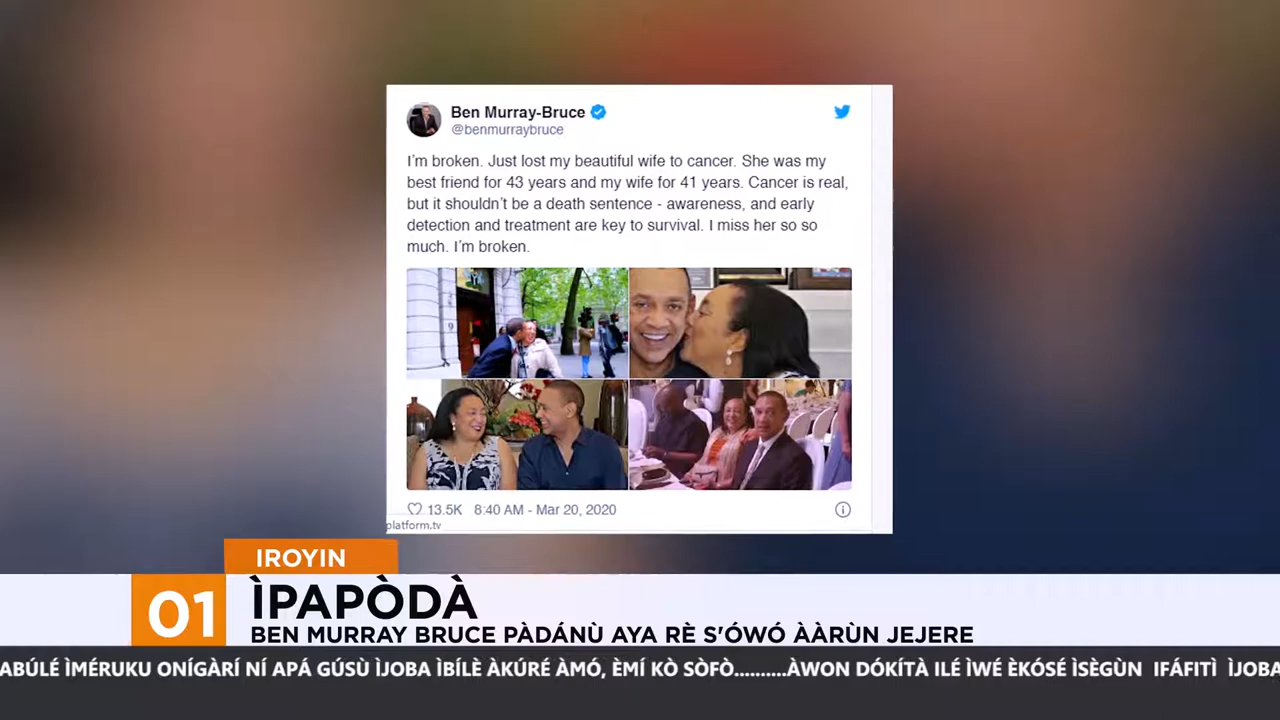 Ben Murray-Bruce
@benmurraybruce
I'm broken. Just lost my beautiful wife to cancer. She was my
best friend for 43 years and my wife for 41 years. Cancer is real,
but it shouldn't be a death sentence - awareness, and early
detection and treatment are key to survival. I miss her so so
much. I'm broken.
13.5K 8:40 AM - Mar 20, 2020
platform.tv
IROYIN
01
ÌPAPÒDÀ
BEN MURRAY BRUCE PÀDÁNÙ AYA RÈ S'ÓWÓ ÀÀRÙN JEJERE
ABÚLÉ ÌMÉRUKU ONÍGÀRÍ NÍ APÁ GÚSÙ ÌJOBA ÌBÍLÈ ÀKÚRÉ ÀMÓ, ÈMÍ KÒ SÒFÒ..........ÀWON DÓKÍTÀ ILÉ ÌWÉ ÈKÓSÉ ÌSÈGÙN IFÁFITÌ ÌJOBA